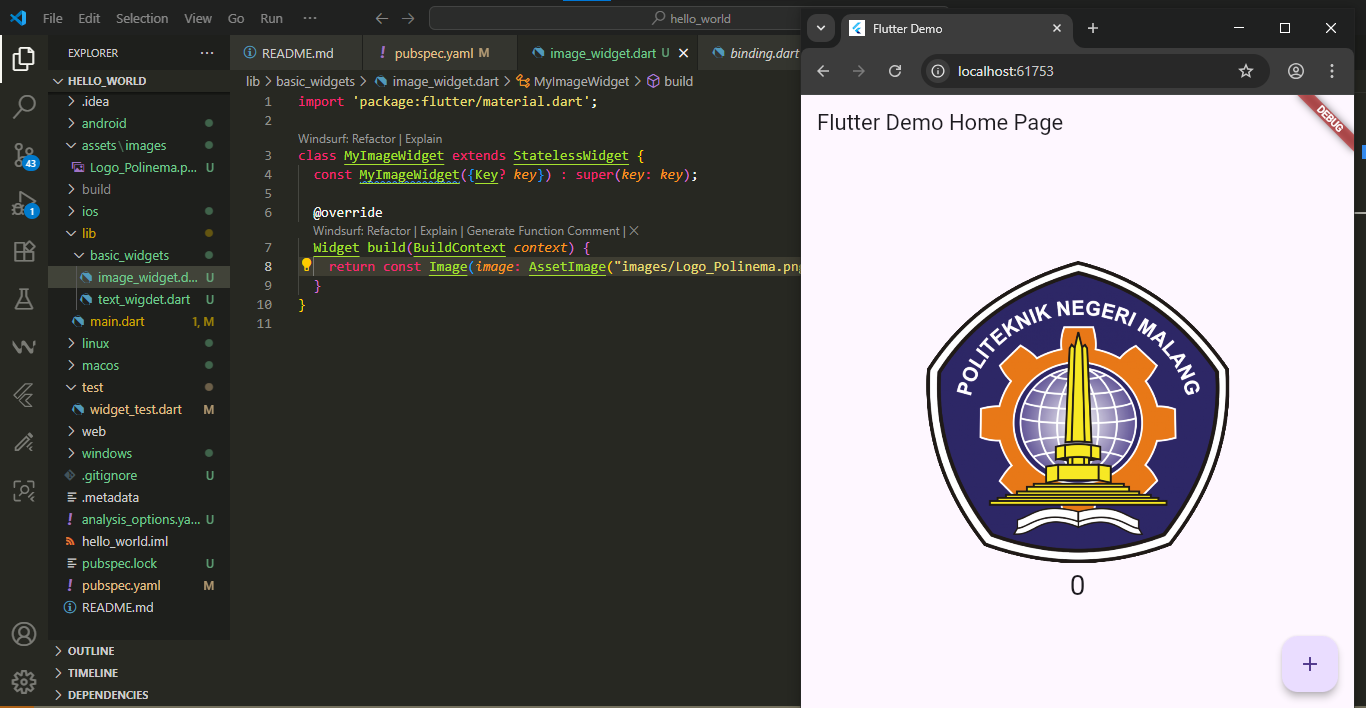 File Edit Selection View Go Run ··· hello_world
EXPLORER ···
HELLO_WORLD
.idea
android
assets\images
Logo_Polinema.p... U
build
ios
lib
basic_widgets
image_widget.d... U
text_wigdet.dart U
main.dart 1, M
linux
macos
test
widget_test.dart M
web
windows
.gitignore U
.metadata
analysis_options.ya... U
hello_world.iml
pubspec.lock U
pubspec.yaml M
README.md
OUTLINE
TIMELINE
DEPENDENCIES
43
1
README.md pubspec.yaml M image_widget.dart U binding.dart
lib > basic_widgets > image_widget.dart > MyImageWidget > build
1 import 'package:flutter/material.dart';
2
Windsurf: Refactor | Explain
3 class MyImageWidget extends StatelessWidget {
4 const MyImageWidget({Key? key}) : super(key: key);
5
6 @override
Windsurf: Refactor | Explain | Generate Function Comment | ×
7 Widget build(BuildContext context) {
8 return const Image(image: AssetImage("images/Logo_Polinema.png
9 }
10 }
11
Flutter Demo
localhost:61753
Flutter Demo Home Page
DEBUG
POLITEKNIK NEGERI MALANG
0
+